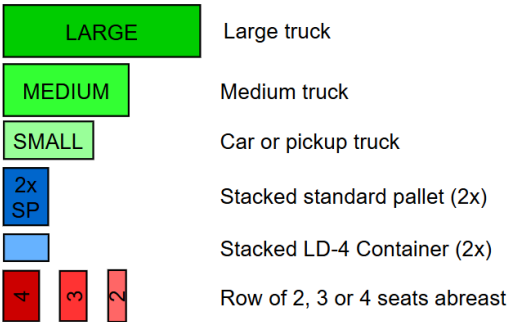 LARGE Large truck
MEDIUM Medium truck
SMALL Car or pickup truck
2x
SP Stacked standard pallet (2x)
Stacked LD-4 Container (2x)
4 3 2 Row of 2, 3 or 4 seats abreast